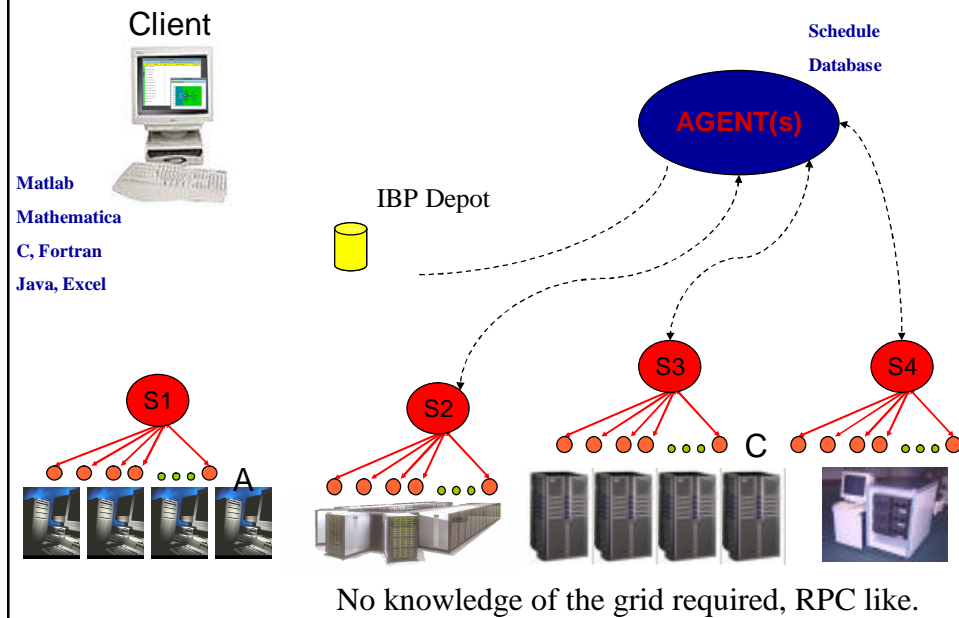 Client
Schedule
Database
AGENT(s)
Matlab
Mathematica
C, Fortran
Java, Excel
IBP Depot
S1
S2
S3
S4
A
C
No knowledge of the grid required, RPC like.